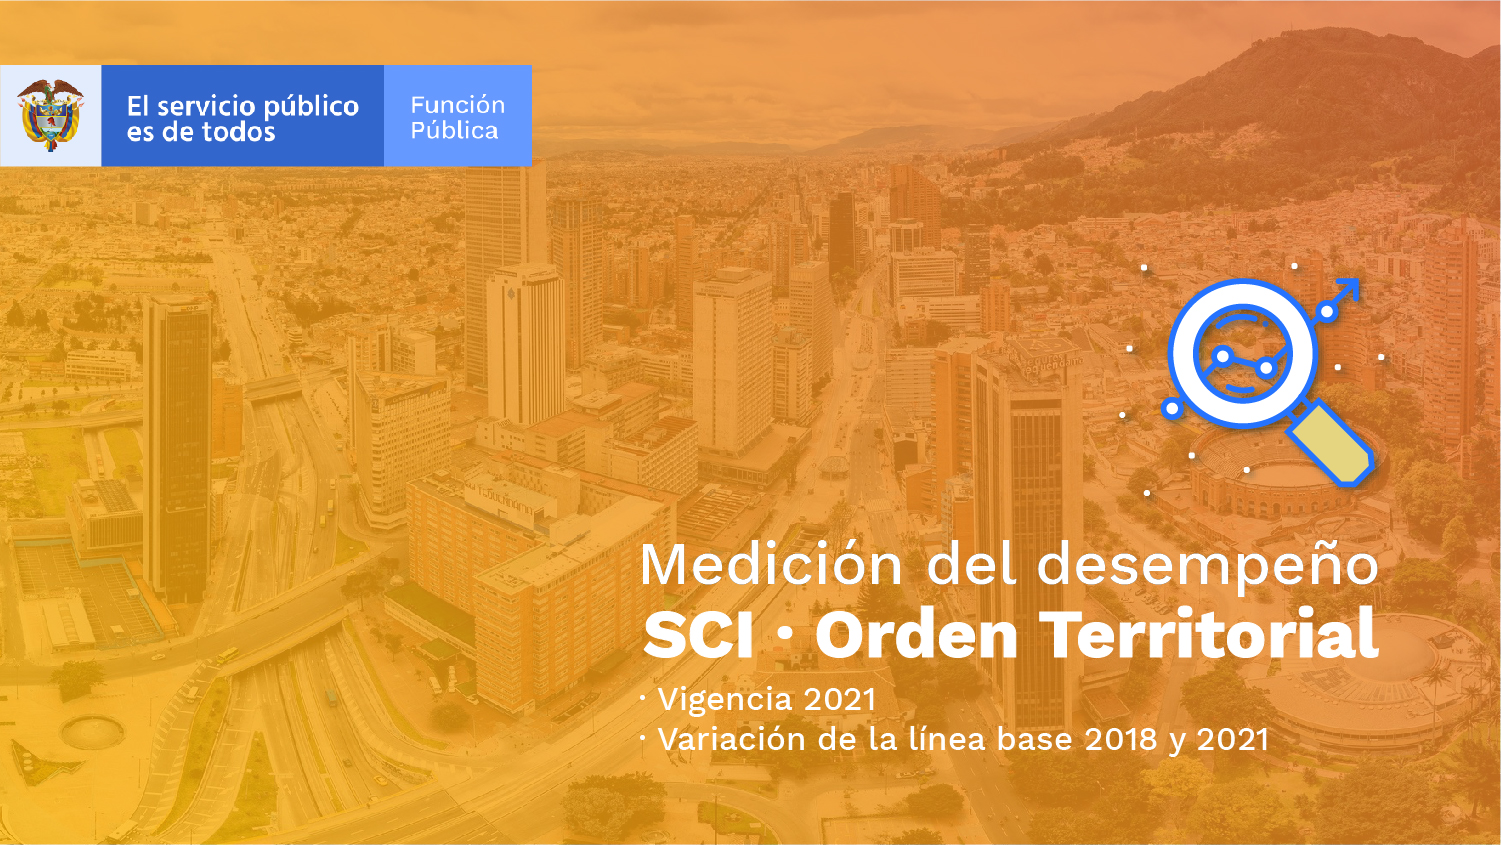 El servicio público
es de todos
Función
Pública
Medición del desempeño
SCI · Orden Territorial
· Vigencia 2021
· Variación de la línea base 2018 y 2021